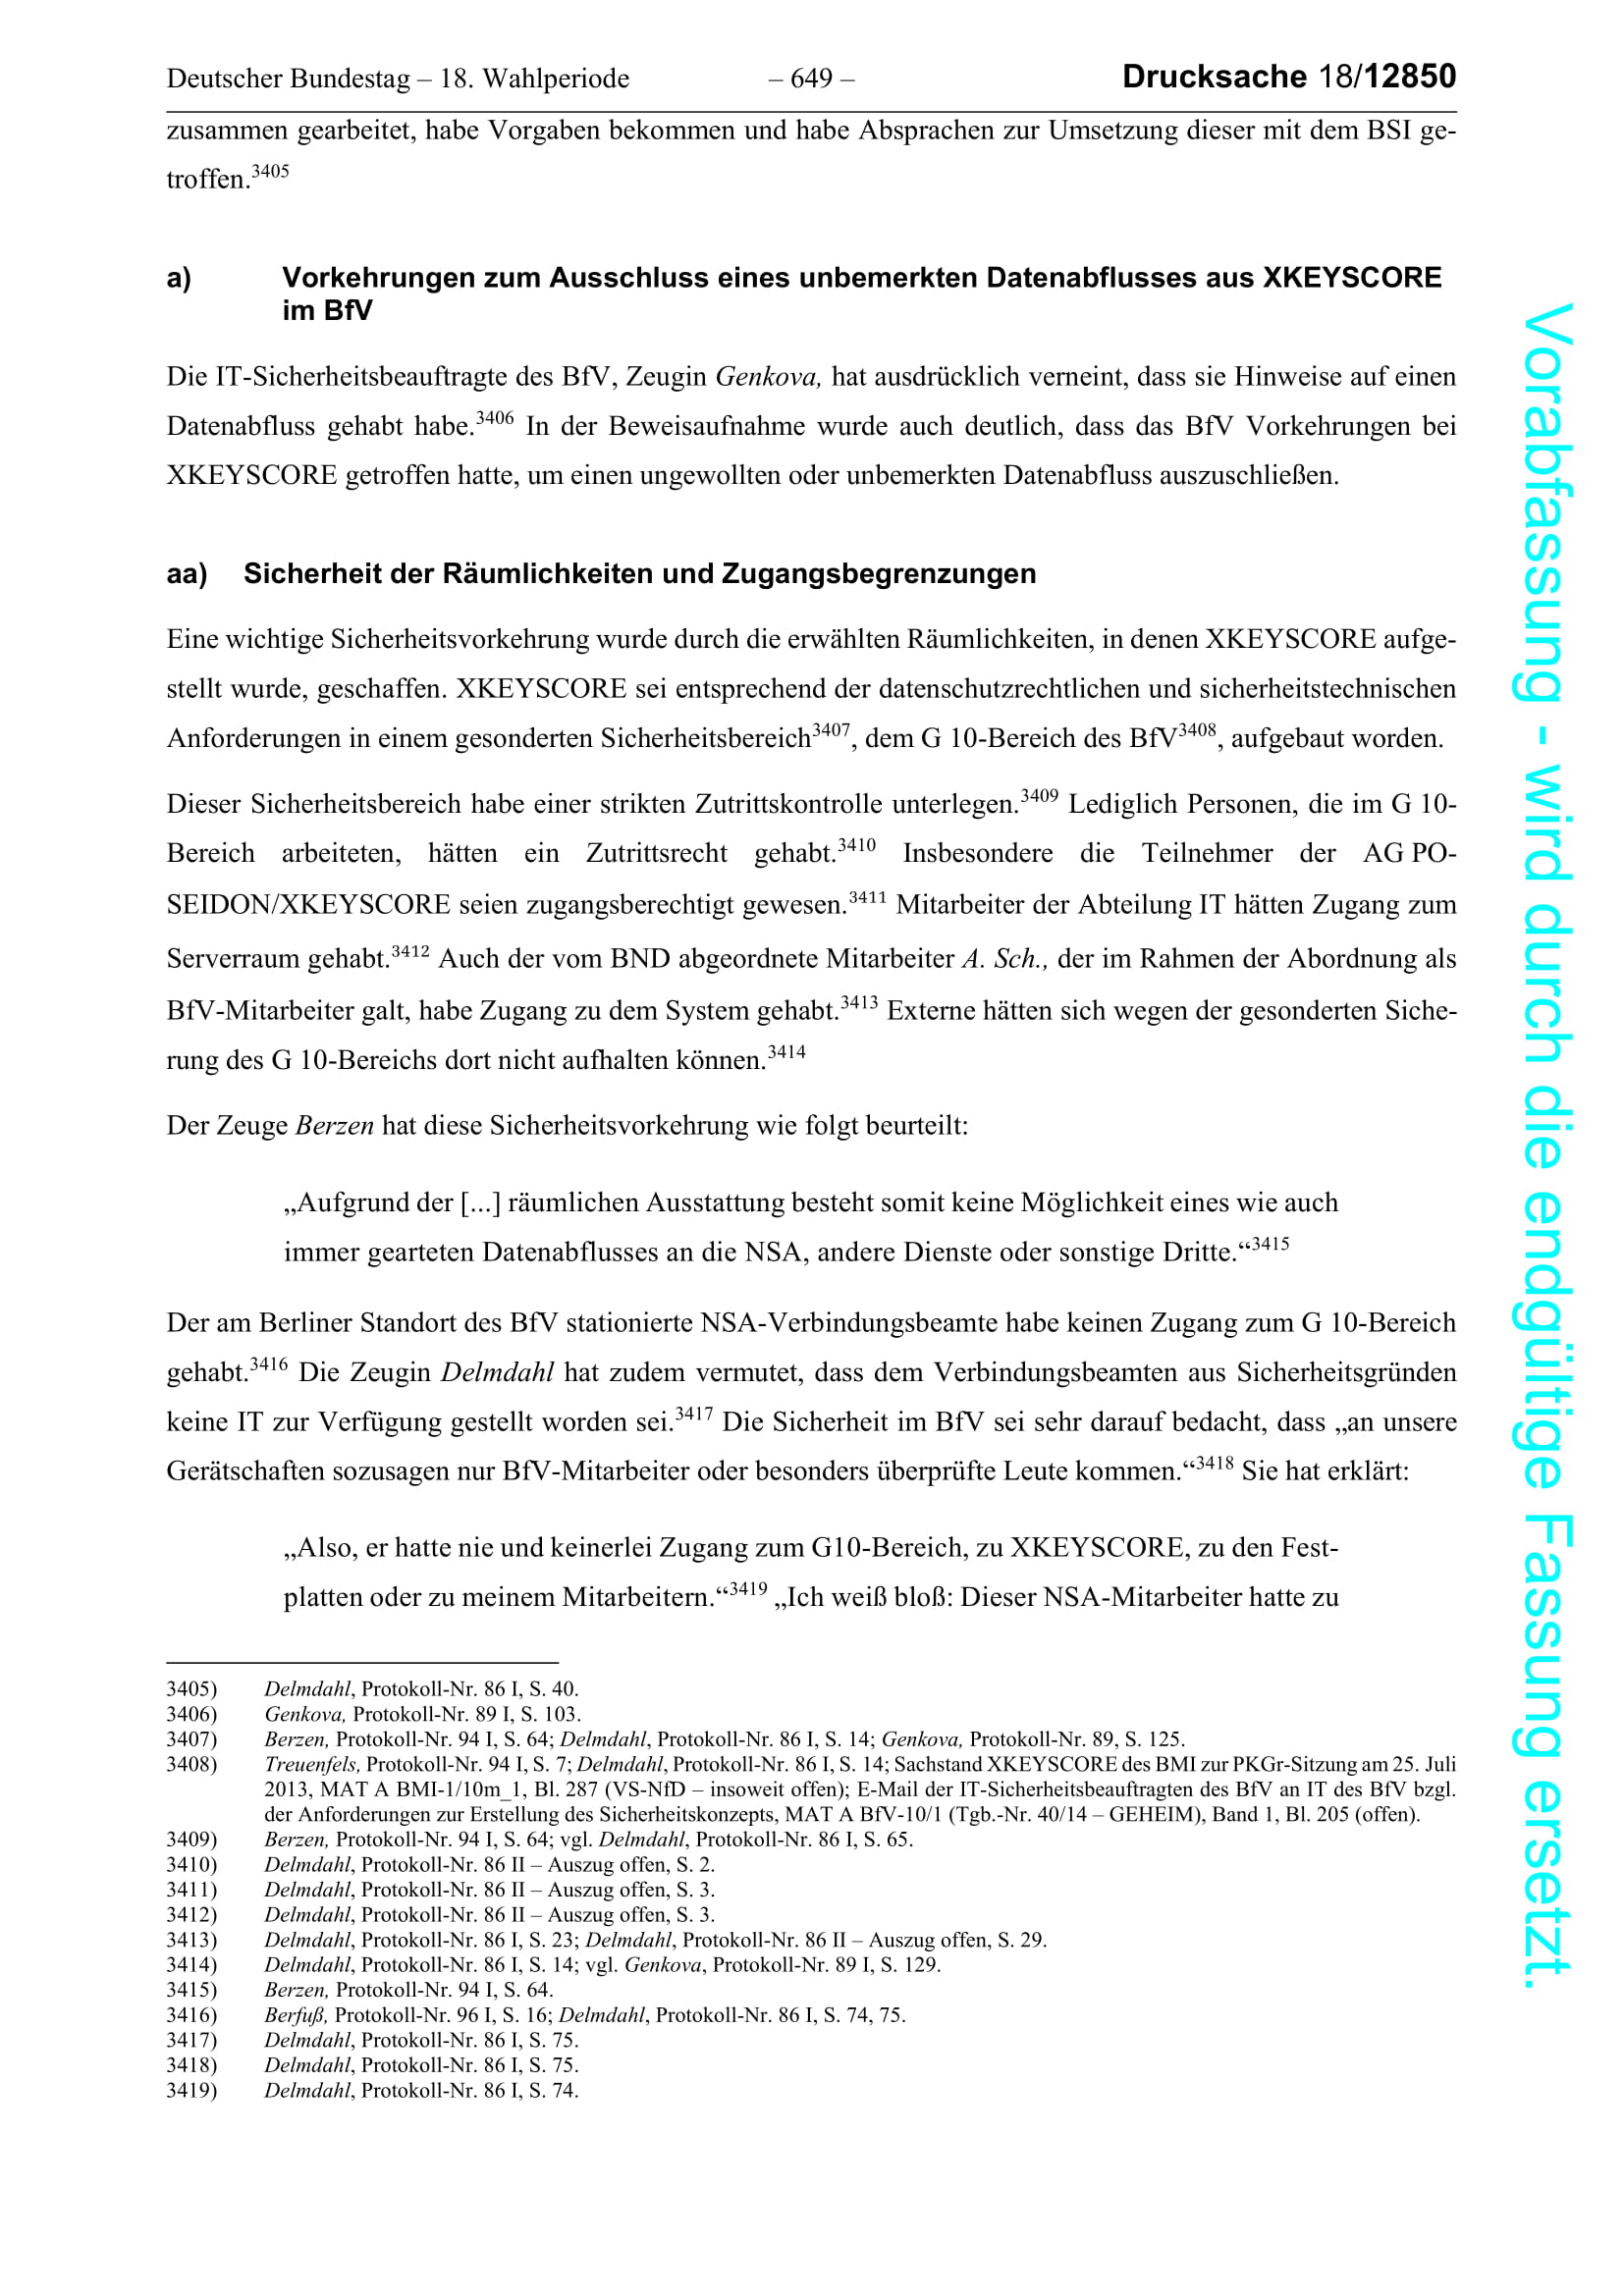 Deutscher Bundestag – 18. Wahlperiode – 649 – Drucksache 18/12850
zusammen gearbeitet, habe Vorgaben bekommen und habe Absprachen zur Umsetzung dieser mit dem BSI ge-
troffen.3405
a) Vorkehrungen zum Ausschluss eines unbemerkten Datenabflusses aus XKEYSCORE
im BfV
Die IT-Sicherheitsbeauftragte des BfV, Zeugin Genkova, hat ausdrücklich verneint, dass sie Hinweise auf einen
Datenabfluss gehabt habe.3406 In der Beweisaufnahme wurde auch deutlich, dass das BfV Vorkehrungen bei
XKEYSCORE getroffen hatte, um einen ungewollten oder unbemerkten Datenabfluss auszuschließen.
aa) Sicherheit der Räumlichkeiten und Zugangsbegrenzungen
Eine wichtige Sicherheitsvorkehrung wurde durch die erwählten Räumlichkeiten, in denen XKEYSCORE aufge-
stellt wurde, geschaffen. XKEYSCORE sei entsprechend der datenschutzrechtlichen und sicherheitstechnischen
Anforderungen in einem gesonderten Sicherheitsbereich3407, dem G 10-Bereich des BfV3408, aufgebaut worden.
Dieser Sicherheitsbereich habe einer strikten Zutrittskontrolle unterlegen.3409 Lediglich Personen, die im G 10-
Bereich arbeiteten, hätten ein Zutrittsrecht gehabt.3410 Insbesondere die Teilnehmer der AG PO-
SEIDON/XKEYSCORE seien zugangsberechtigt gewesen.3411 Mitarbeiter der Abteilung IT hätten Zugang zum
Serverraum gehabt.3412 Auch der vom BND abgeordnete Mitarbeiter A. Sch., der im Rahmen der Abordnung als
BfV-Mitarbeiter galt, habe Zugang zu dem System gehabt.3413 Externe hätten sich wegen der gesonderten Siche-
rung des G 10-Bereichs dort nicht aufhalten können.3414
Der Zeuge Berzen hat diese Sicherheitsvorkehrung wie folgt beurteilt:
„Aufgrund der [...] räumlichen Ausstattung besteht somit keine Möglichkeit eines wie auch
immer gearteten Datenabflusses an die NSA, andere Dienste oder sonstige Dritte.“3415
Der am Berliner Standort des BfV stationierte NSA-Verbindungsbeamte habe keinen Zugang zum G 10-Bereich
gehabt.3416 Die Zeugin Delmdahl hat zudem vermutet, dass dem Verbindungsbeamten aus Sicherheitsgründen
keine IT zur Verfügung gestellt worden sei.3417 Die Sicherheit im BfV sei sehr darauf bedacht, dass „an unsere
Gerätschaften sozusagen nur BfV-Mitarbeiter oder besonders überprüfte Leute kommen.“3418 Sie hat erklärt:
„Also, er hatte nie und keinerlei Zugang zum G10-Bereich, zu XKEYSCORE, zu den Fest-
platten oder zu meinem Mitarbeitern.“3419 „Ich weiß bloß: Dieser NSA-Mitarbeiter hatte zu
3405) Delmdahl, Protokoll-Nr. 86 I, S. 40.
3406) Genkova, Protokoll-Nr. 89 I, S. 103.
3407) Berzen, Protokoll-Nr. 94 I, S. 64; Delmdahl, Protokoll-Nr. 86 I, S. 14; Genkova, Protokoll-Nr. 89, S. 125.
3408) Treuenfels, Protokoll-Nr. 94 I, S. 7; Delmdahl, Protokoll-Nr. 86 I, S. 14; Sachstand XKEYSCORE des BMI zur PKGr-Sitzung am 25. Juli
2013, MAT A BMI-1/10m_1, Bl. 287 (VS-NfD – insoweit offen); E-Mail der IT-Sicherheitsbeauftragten des BfV an IT des BfV bzgl.
der Anforderungen zur Erstellung des Sicherheitskonzepts, MAT A BfV-10/1 (Tgb.-Nr. 40/14 – GEHEIM), Band 1, Bl. 205 (offen).
3409) Berzen, Protokoll-Nr. 94 I, S. 64; vgl. Delmdahl, Protokoll-Nr. 86 I, S. 65.
3410) Delmdahl, Protokoll-Nr. 86 II – Auszug offen, S. 2.
3411) Delmdahl, Protokoll-Nr. 86 II – Auszug offen, S. 3.
3412) Delmdahl, Protokoll-Nr. 86 II – Auszug offen, S. 3.
3413) Delmdahl, Protokoll-Nr. 86 I, S. 23; Delmdahl, Protokoll-Nr. 86 II – Auszug offen, S. 29.
3414) Delmdahl, Protokoll-Nr. 86 I, S. 14; vgl. Genkova, Protokoll-Nr. 89 I, S. 129.
3415) Berzen, Protokoll-Nr. 94 I, S. 64.
3416) Berfuß, Protokoll-Nr. 96 I, S. 16; Delmdahl, Protokoll-Nr. 86 I, S. 74, 75.
3417) Delmdahl, Protokoll-Nr. 86 I, S. 75.
3418) Delmdahl, Protokoll-Nr. 86 I, S. 75.
3419) Delmdahl, Protokoll-Nr. 86 I, S. 74.
Vorabfassung - wird durch die endgültige Fassung ersetzt.